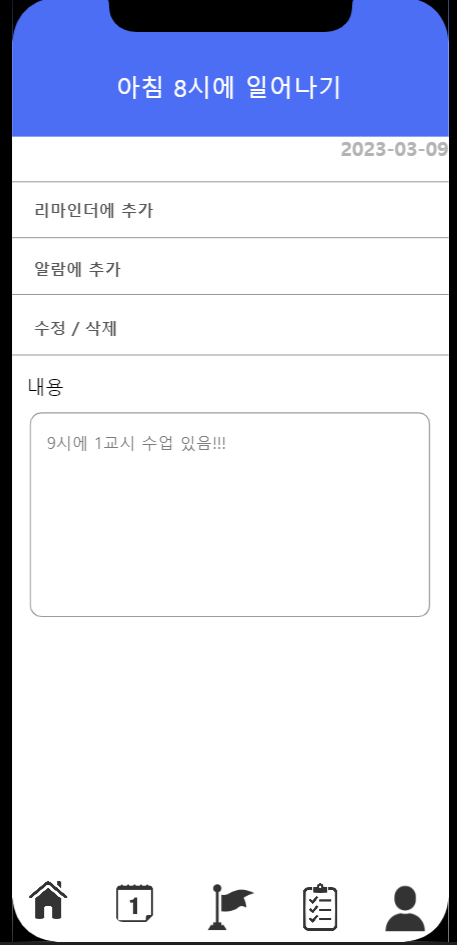 아침 8시에 일어나기
2023-03-09
리마인더에 추가
알람에 추가
수정 / 삭제
내용
9시에 1교시 수업 있음!!!
1